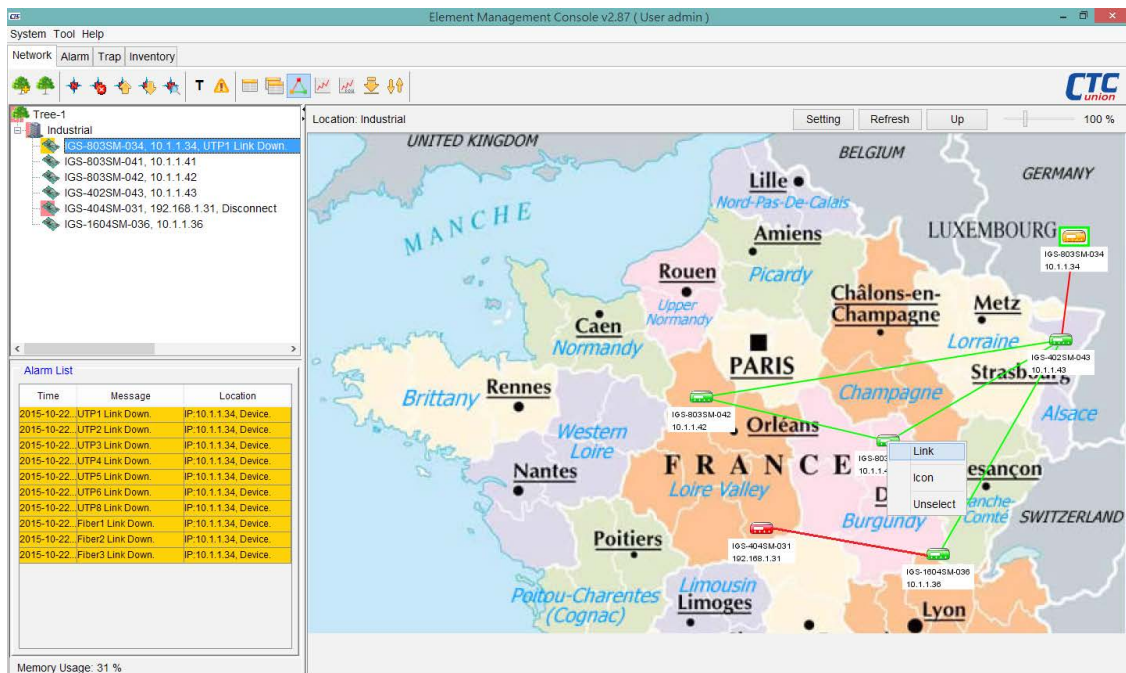 CTC
Element Management Console v2.87 ( User admin )
System Tool Help
Network Alarm Trap Inventory
T
CTC
union
Tree-1
Industrial
IGS-803SM-034, 10.1.1.34, UTP1 Link Down.
IGS-803SM-041, 10.1.1.41
IGS-803SM-042, 10.1.1.42
IGS-402SM-043, 10.1.1.43
IGS-404SM-031, 192.168.1.31, Disconnect
IGS-1604SM-036, 10.1.1.36
Location: Industrial
Setting Refresh Up 100 %
UNITED KINGDOM
BELGIUM
GERMANY
Lille
Nord-Pas-De-Calais
MANCHE
LUXEMBOURG
Amiens
IGS-803SM-034
10.1.1.34
Rouen
Picardy
Châlons-en-
Champagne
Metz
Upper
Normandy
Caen
Normandy
Lorraine
IGS-402SM-043
10.1.1.43
PARIS
Strasbourg
Brittany
Rennes
Champagne
Alsace
IGS-803SM-042
10.1.1.42
Orléans
Western
Loire
IGS-803
10.1.1.4
Link
Icon
Unselect
Nantes
FRANCE
Loire Valley
D
esançon
anche-
Comté
Burgundy
SWITZERLAND
Poitiers
IGS-404SM-031
192.168.1.31
IGS-1604SM-036
10.1.1.36
Poitou-Charentes
(Cognac)
Limousin
Limoges
Lyon
Alarm List
Time Message Location
2015-10-22... UTP1 Link Down. IP:10.1.1.34, Device.
2015-10-22... UTP2 Link Down. IP:10.1.1.34, Device.
2015-10-22... UTP3 Link Down. IP:10.1.1.34, Device.
2015-10-22... UTP4 Link Down. IP:10.1.1.34, Device.
2015-10-22... UTP5 Link Down. IP:10.1.1.34, Device.
2015-10-22... UTP6 Link Down. IP:10.1.1.34, Device.
2015-10-22... UTP8 Link Down. IP:10.1.1.34, Device.
2015-10-22... Fiber1 Link Down. IP:10.1.1.34, Device.
2015-10-22... Fiber2 Link Down. IP:10.1.1.34, Device.
2015-10-22... Fiber3 Link Down. IP:10.1.1.34, Device.
Memory Usage: 31 %